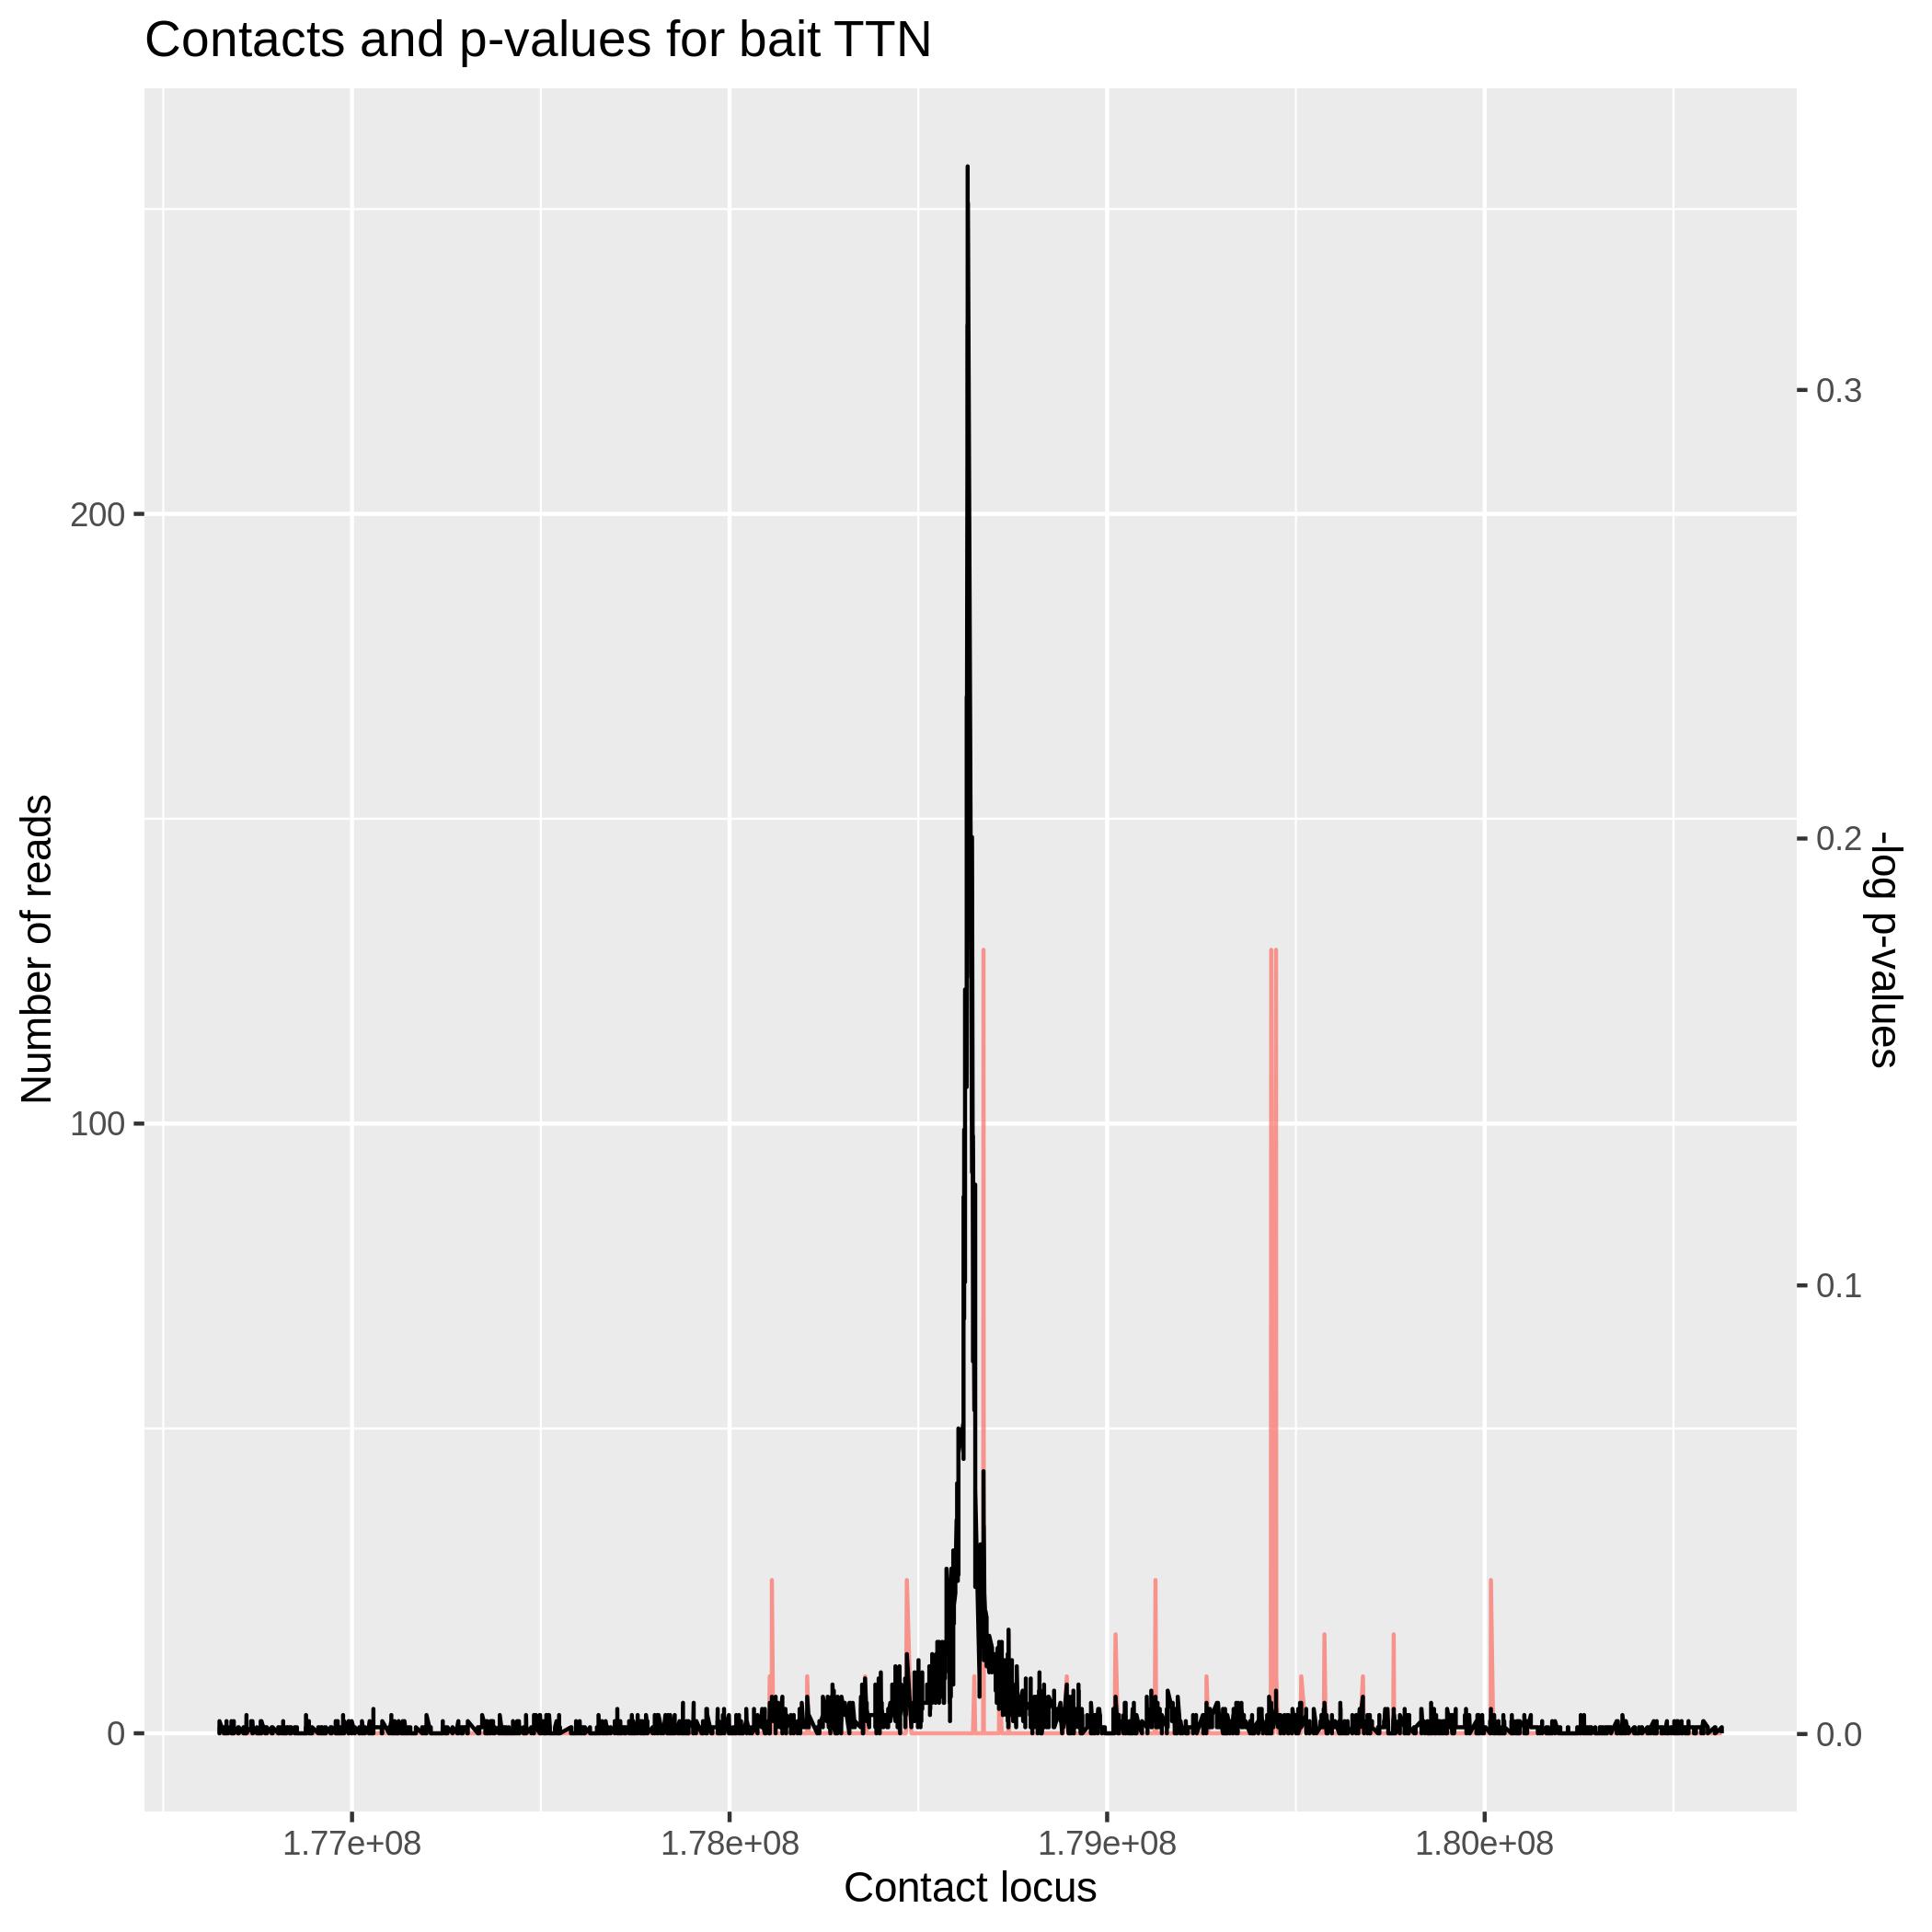 Contacts and p-values for bait TTN
Number of reads
200
100
0
0.3
0.2
0.1
0.0
-log p-values
1.77e+08
1.78e+08
1.79e+08
1.80e+08
Contact locus